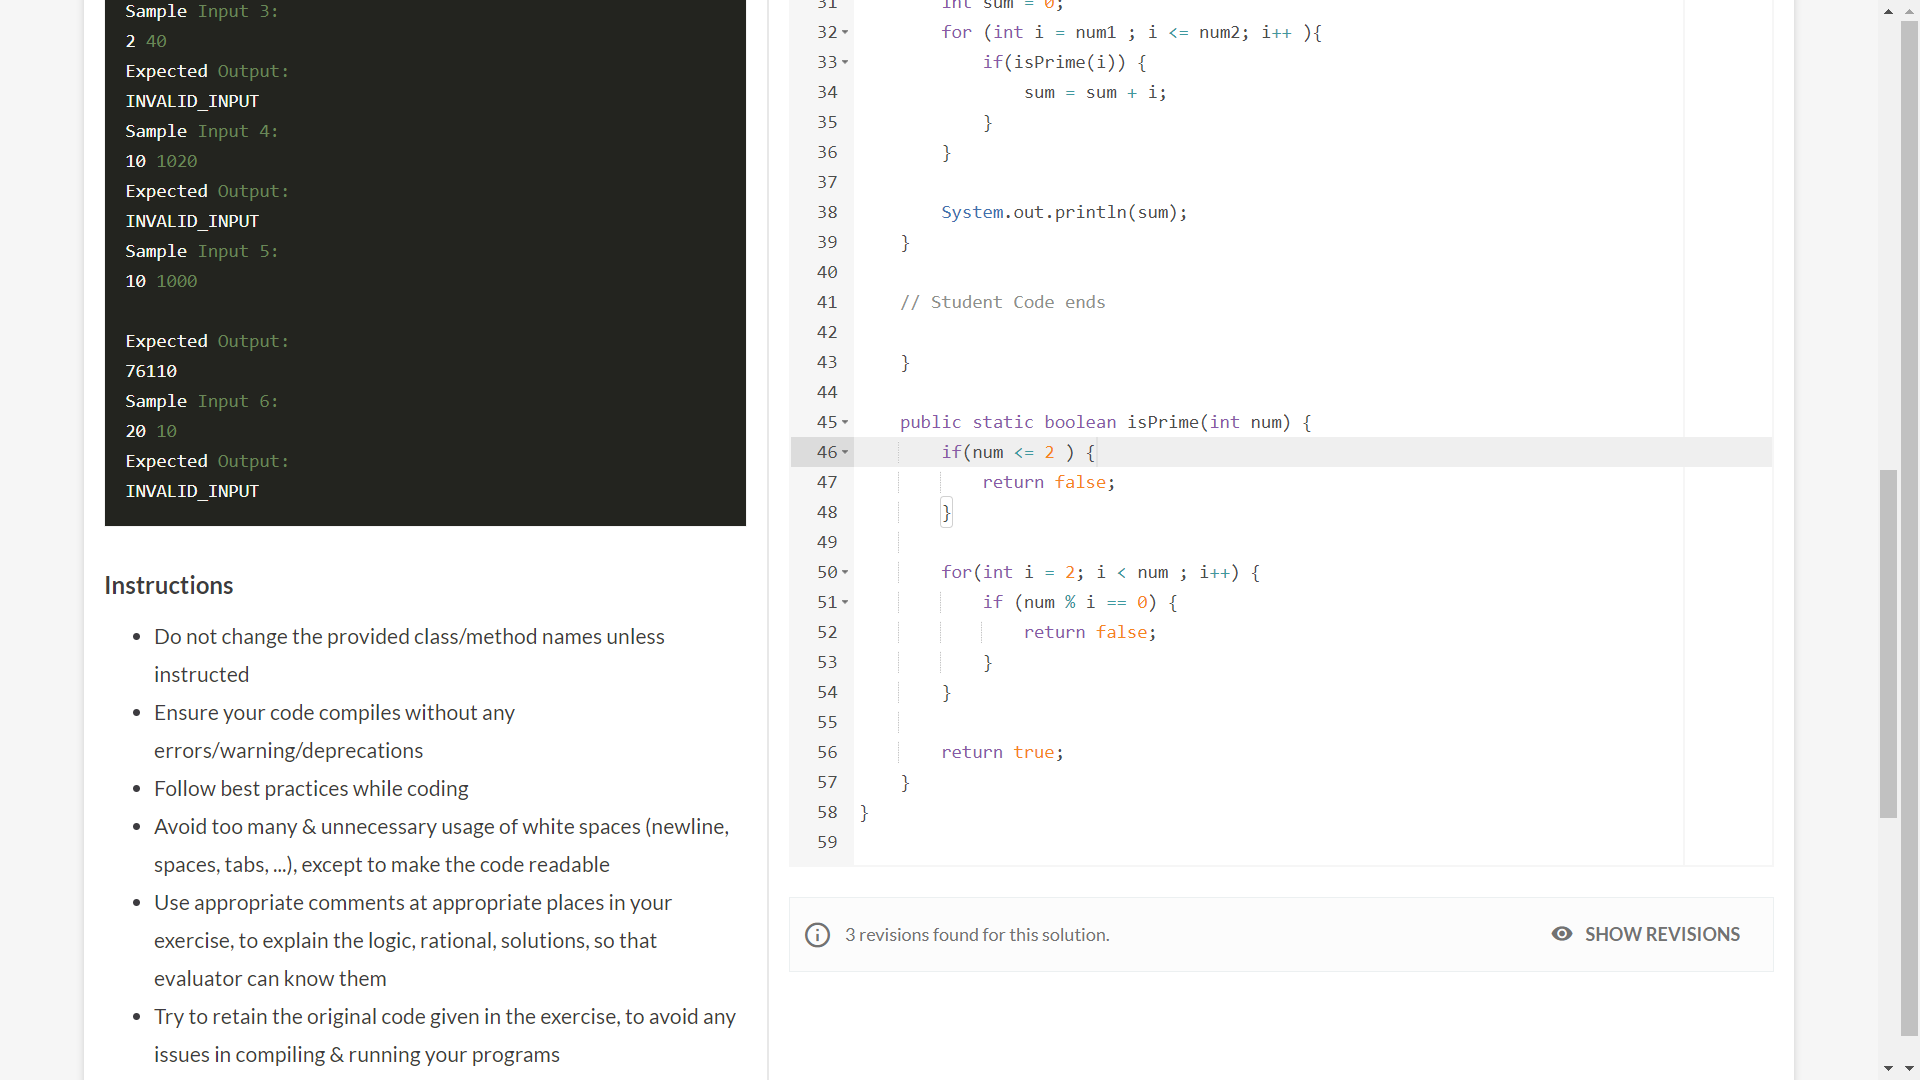 Sample Input 3:
2 40
Expected Output:
INVALID_INPUT
Sample Input 4:
10 1020
Expected Output:
INVALID_INPUT
Sample Input 5:
10 1000
Expected Output:
76110
Sample Input 6:
20 10
Expected Output:
INVALID_INPUT
Instructions
• Do not change the provided class/method names unless
instructed
• Ensure your code compiles without any
errors/warning/deprecations
• Follow best practices while coding
• Avoid too many & unnecessary usage of white spaces (newline,
spaces, tabs, ...), except to make the code readable
• Use appropriate comments at appropriate places in your
exercise, to explain the logic, rational, solutions, so that
evaluator can know them
• Try to retain the original code given in the exercise, to avoid any
issues in compiling & running your programs
31 int sum = 0;
32 for (int i = num1 ; i <= num2; i++ ){
33 if(isPrime(i)) {
34 sum = sum + i;
35 }
36 }
37
38 System.out.println(sum);
39 }
40
41 // Student Code ends
42
43 }
44
45 public static boolean isPrime(int num) {
46 if(num <= 2 ) {
47 return false;
48 }
49
50 for(int i = 2; i < num ; i++) {
51 if (num % i == 0) {
52 return false;
53 }
54 }
55
56 return true;
57 }
58 }
59
3 revisions found for this solution.
SHOW REVISIONS